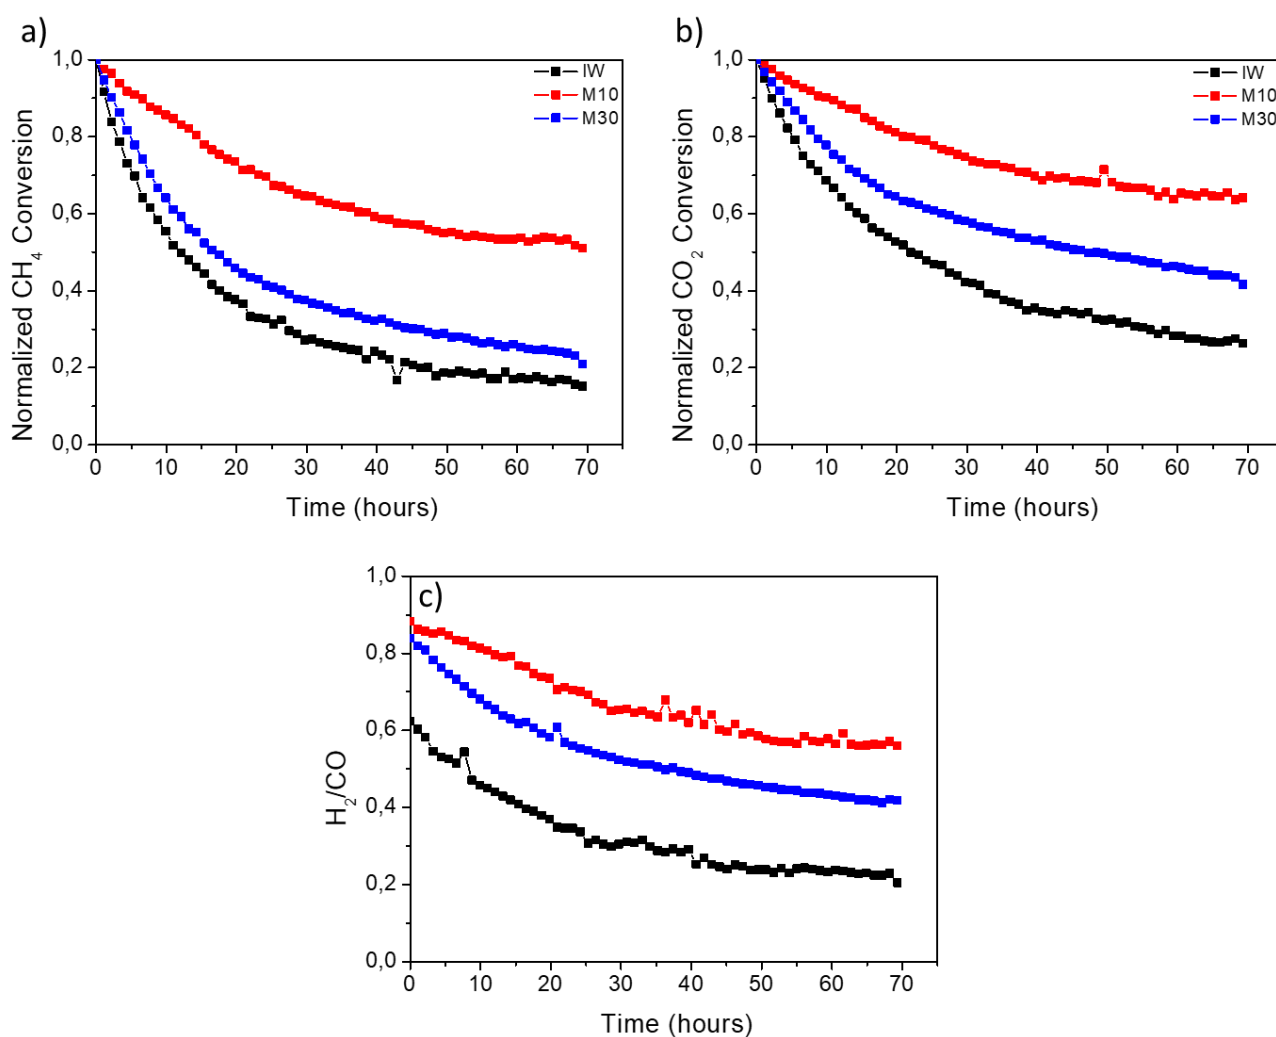 a)
1,0
0,8
0,6
0,4
0,2
0,0
Normalized CH₄ Conversion
IW
M10
M30
0 10 20 30 40 50 60 70
Time (hours)
b)
1,0
0,8
0,6
0,4
0,2
0,0
Normalized CO₂ Conversion
IW
M10
M30
0 10 20 30 40 50 60 70
Time (hours)
c)
1,0
0,8
0,6
0,4
0,2
0,0
H₂/CO
0 10 20 30 40 50 60 70
Time (hours)